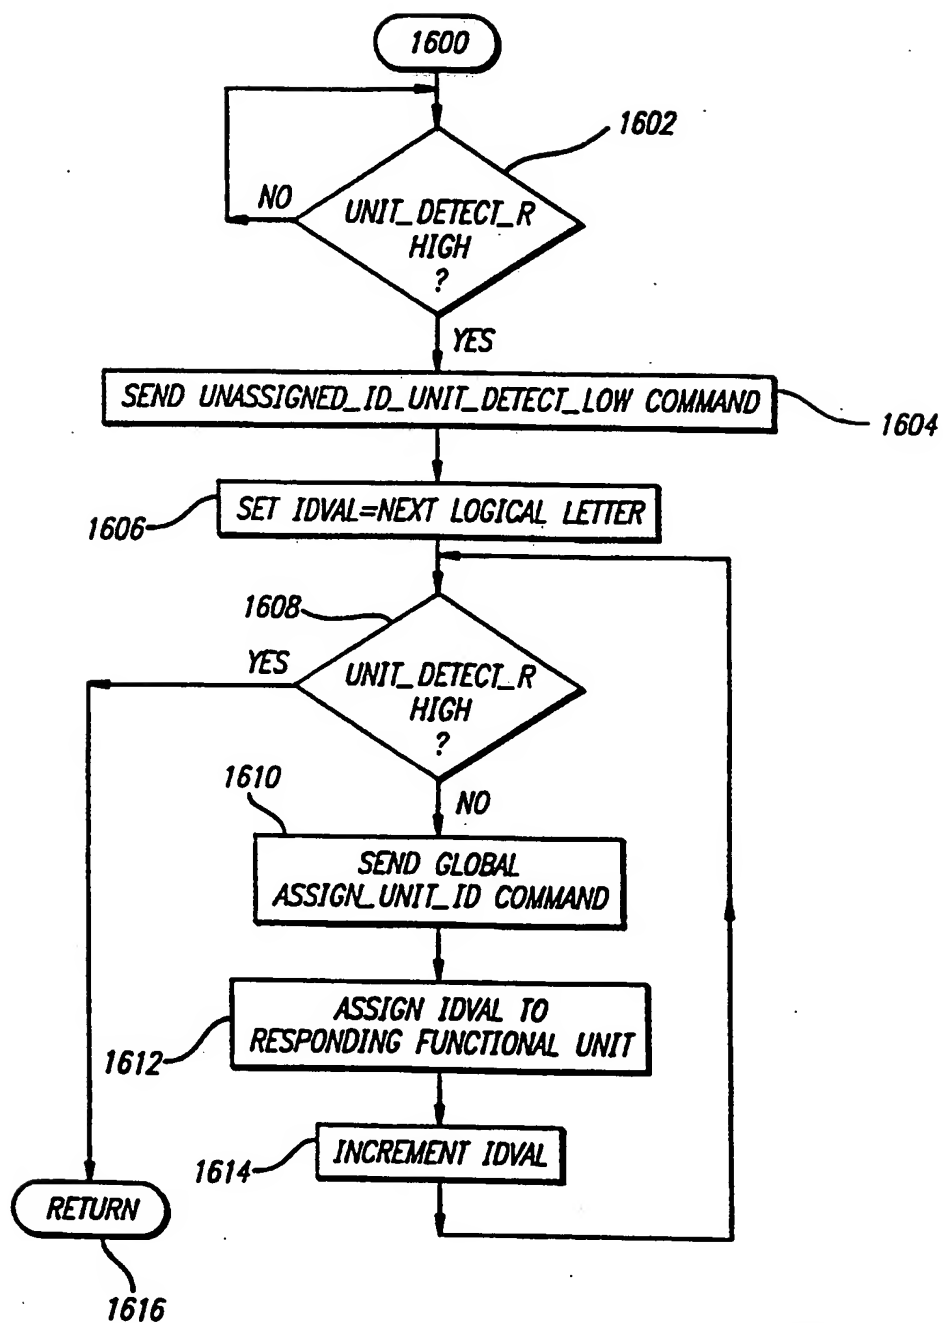 1600
1602
NO
UNIT_DETECT_R
HIGH
?
YES
SEND UNASSIGNED_ID_UNIT_DETECT_LOW COMMAND
1604
SET IDVAL=NEXT LOGICAL LETTER
1606
1608
YES
UNIT_DETECT_R
HIGH
?
1610
NO
SEND GLOBAL
ASSIGN_UNIT_ID COMMAND
ASSIGN IDVAL TO
RESPONDING FUNCTIONAL UNIT
1612
INCREMENT IDVAL
1614
RETURN
1616